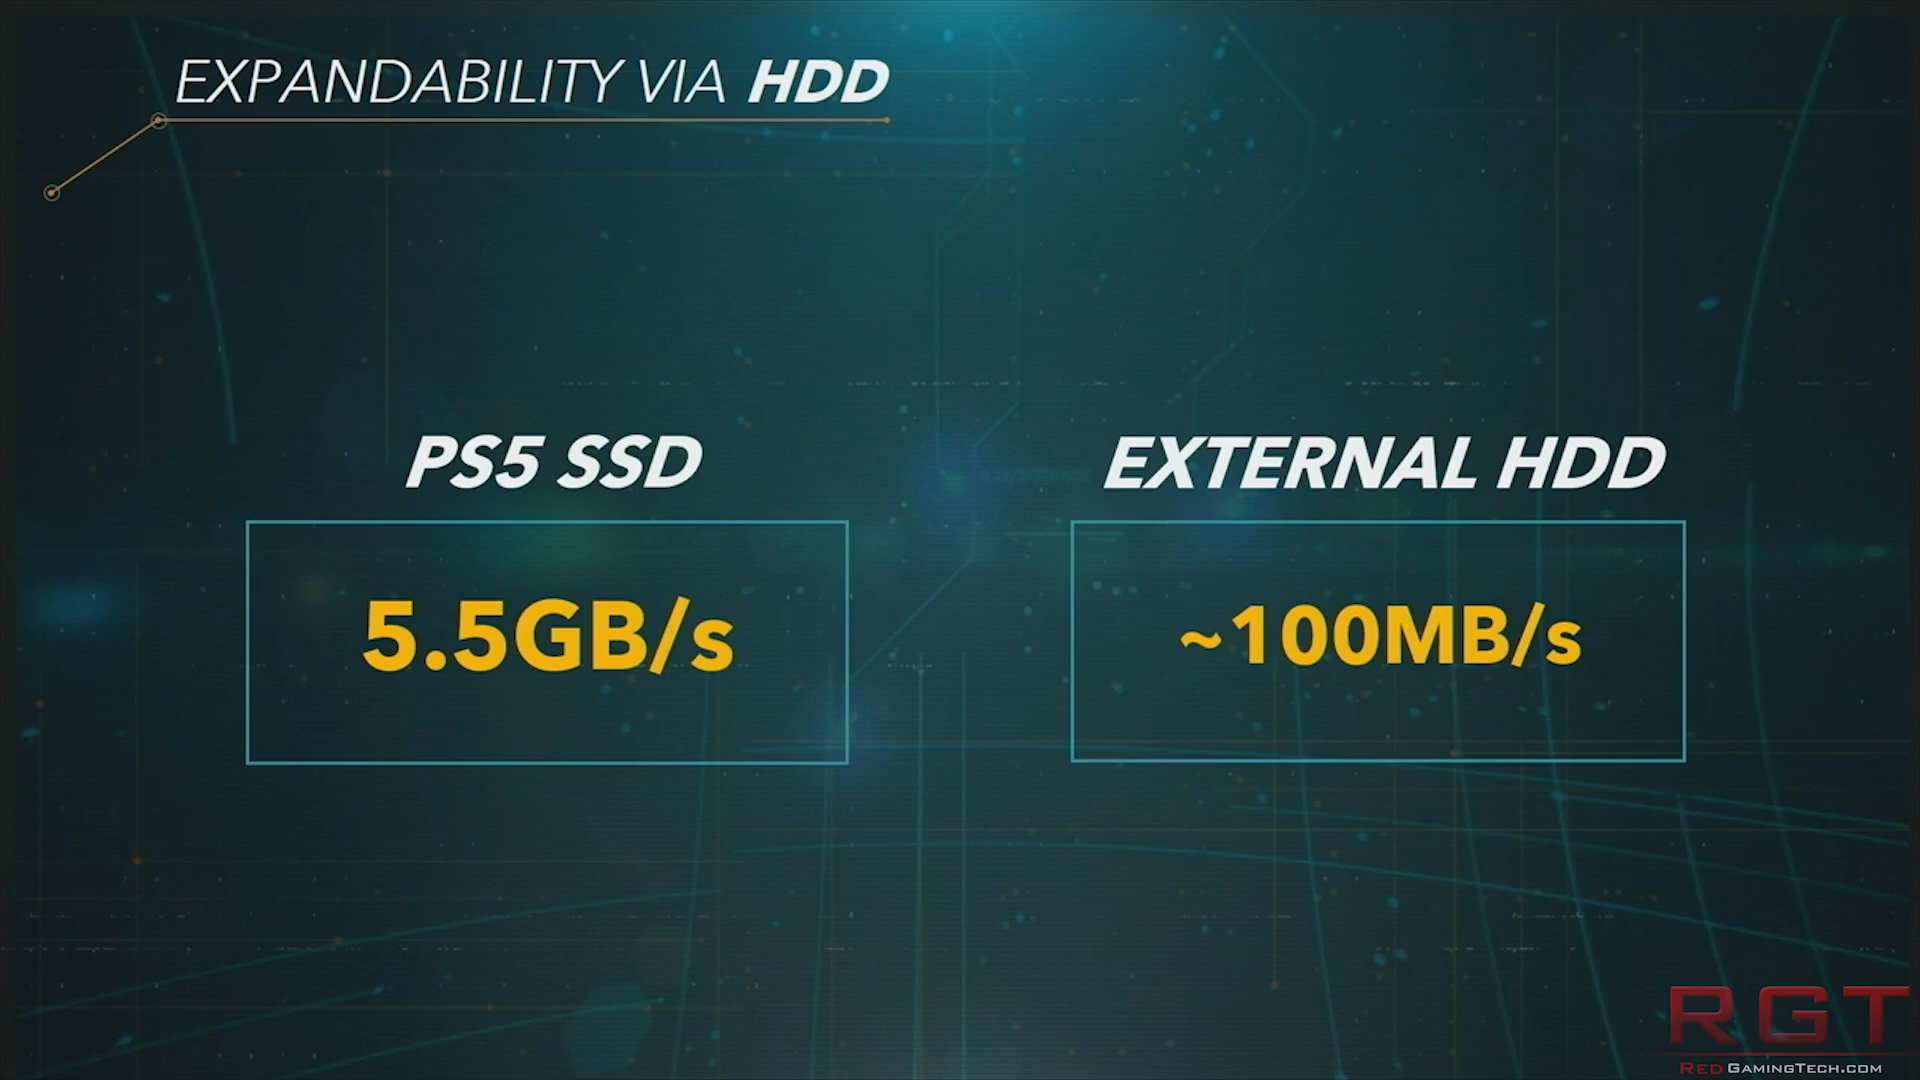 EXPANDABILITY VIA HDD
PS5 SSD
EXTERNAL HDD
5.5GB/s
~100MB/s
RGT
REDGAMINGTECH.COM